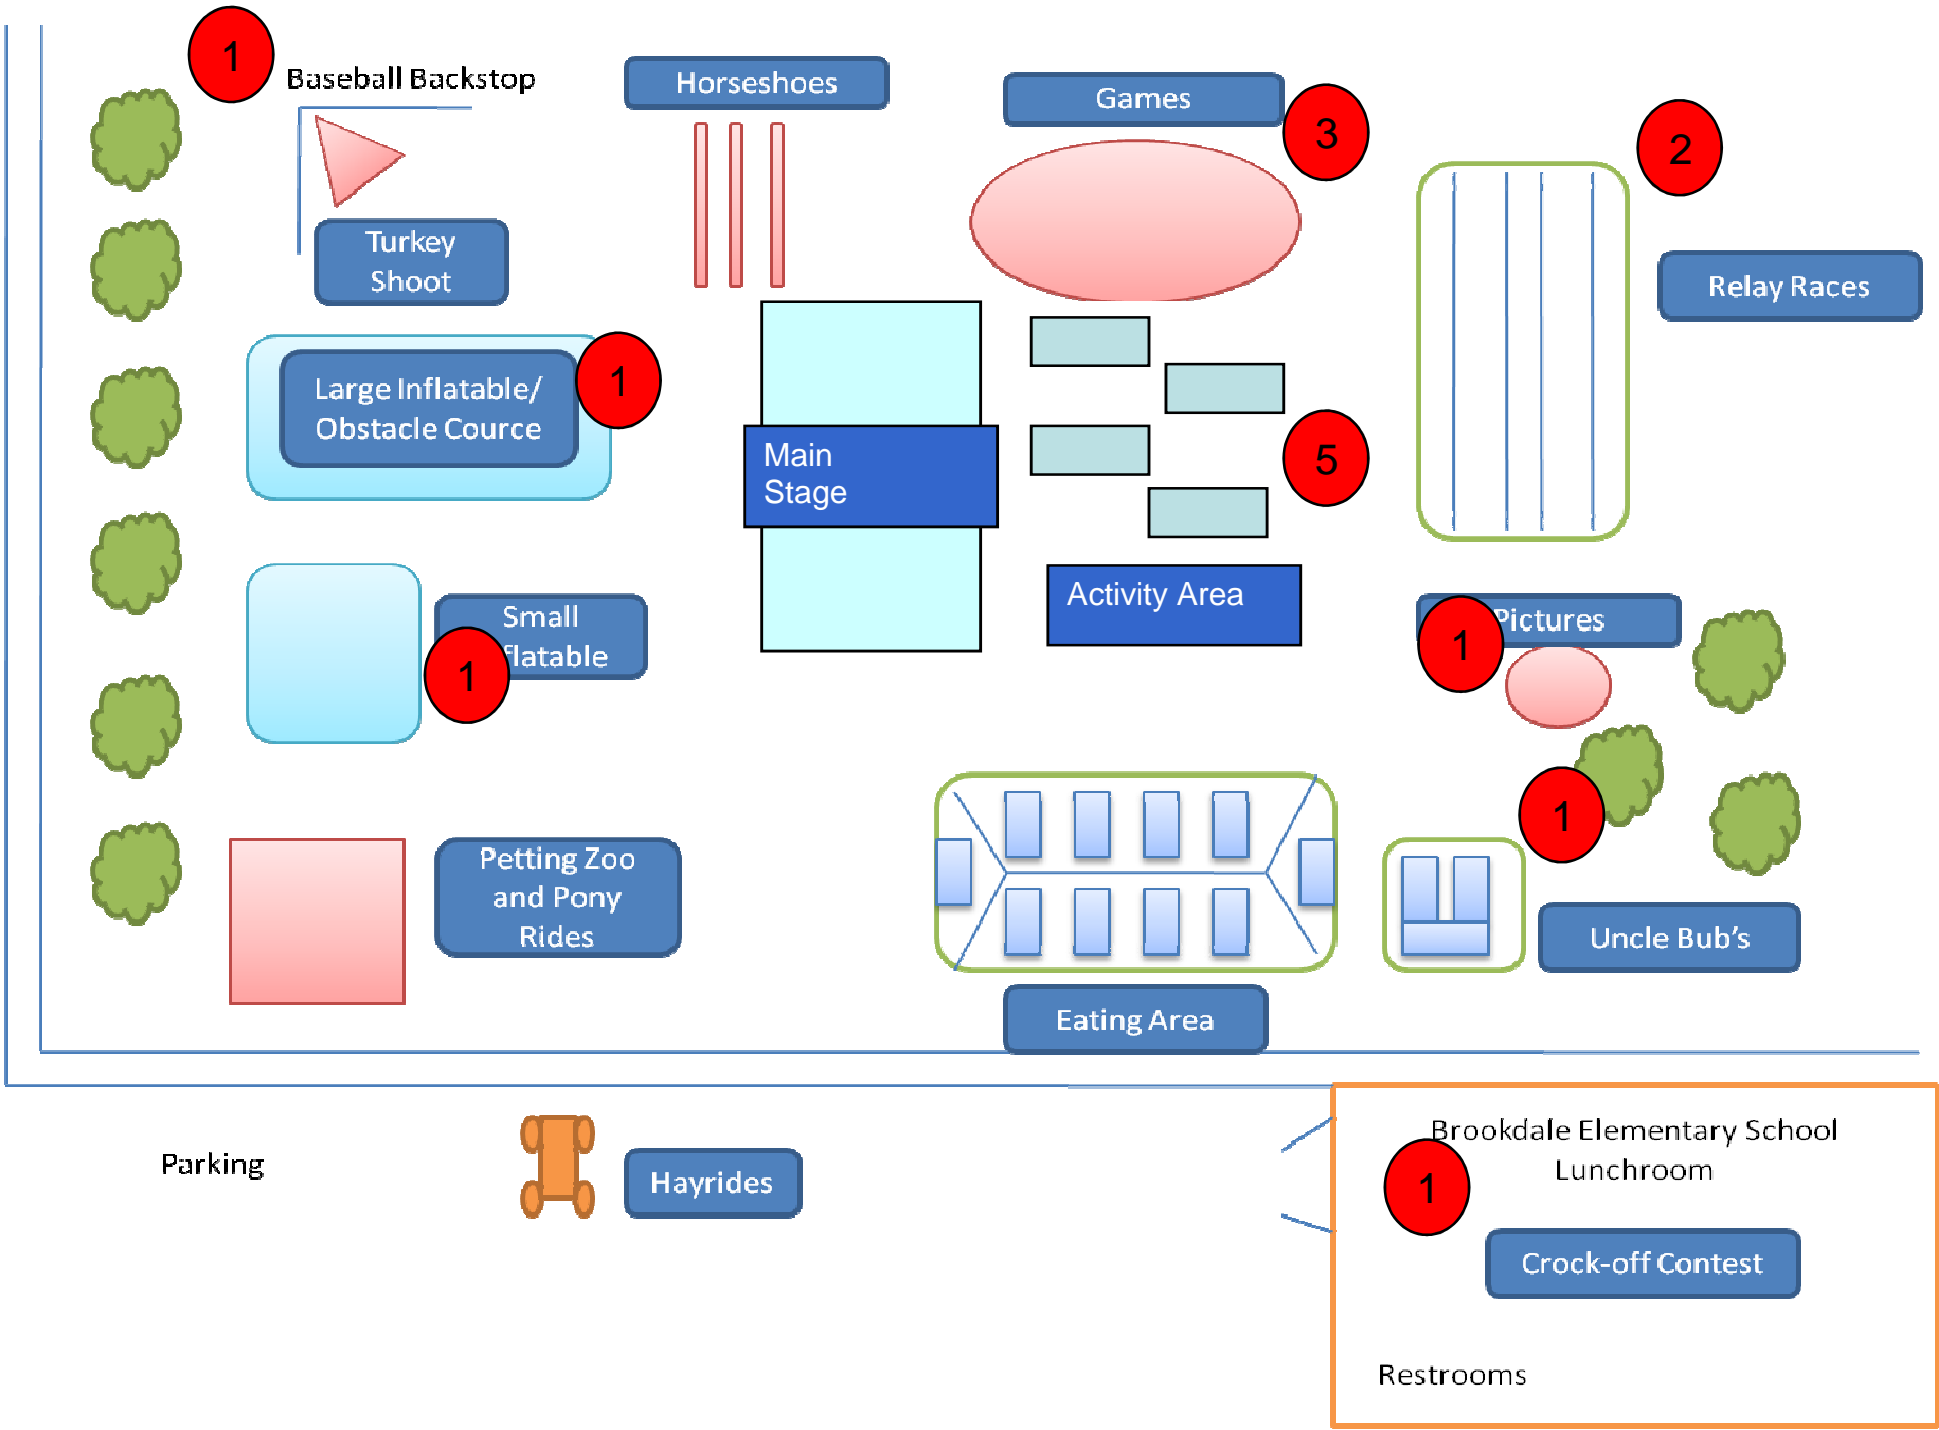 1
Baseball Backstop
Horseshoes
Games
3
2
Turkey
Shoot
Relay Races
Large Inflatable/
Obstacle Cource
1
Main
Stage
5
Activity Area
Small
flatable
1
Pictures
1
1
Petting Zoo
and Pony
Rides
Uncle Bub's
Eating Area
Brookdale Elementary School
Lunchroom
1
Parking
Hayrides
Crock-off Contest
Restrooms